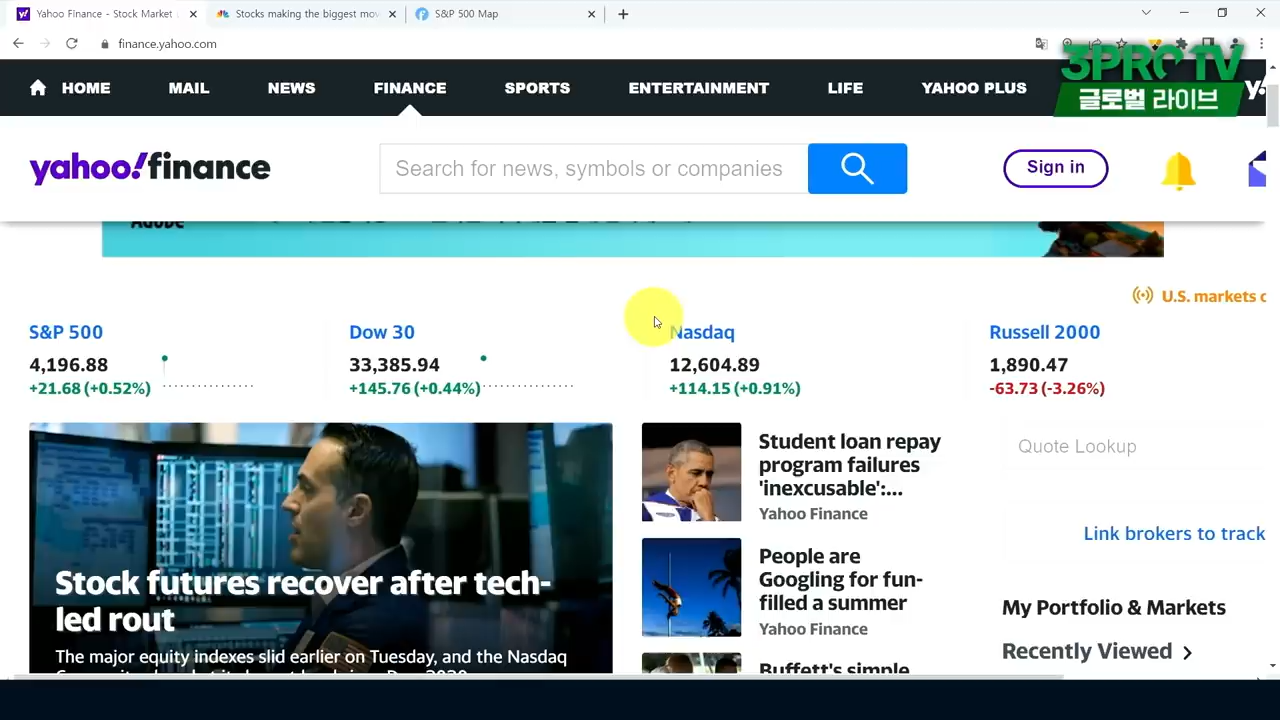 Yahoo Finance - Stock Market
Stocks making the biggest mov
S&P 500 Map
finance.yahoo.com
3PROTV
글로벌 라이브
HOME
MAIL
NEWS
FINANCE
SPORTS
ENTERTAINMENT
LIFE
YAHOO PLUS
yahoo!finance
Search for news, symbols or companies
Sign in
Adobe
U.S. markets c
S&P 500
4,196.88
+21.68 (+0.52%)
Dow 30
33,385.94
+145.76 (+0.44%)
Nasdaq
12,604.89
+114.15 (+0.91%)
Russell 2000
1,890.47
-63.73 (-3.26%)
Stock futures recover after tech-
led rout
The major equity indexes slid earlier on Tuesday, and the Nasdaq
Student loan repay
program failures
'inexcusable':...
Yahoo Finance
People are
Googling for fun-
filled a summer
Yahoo Finance
Buffett's simple
Quote Lookup
Link brokers to track
My Portfolio & Markets
Recently Viewed